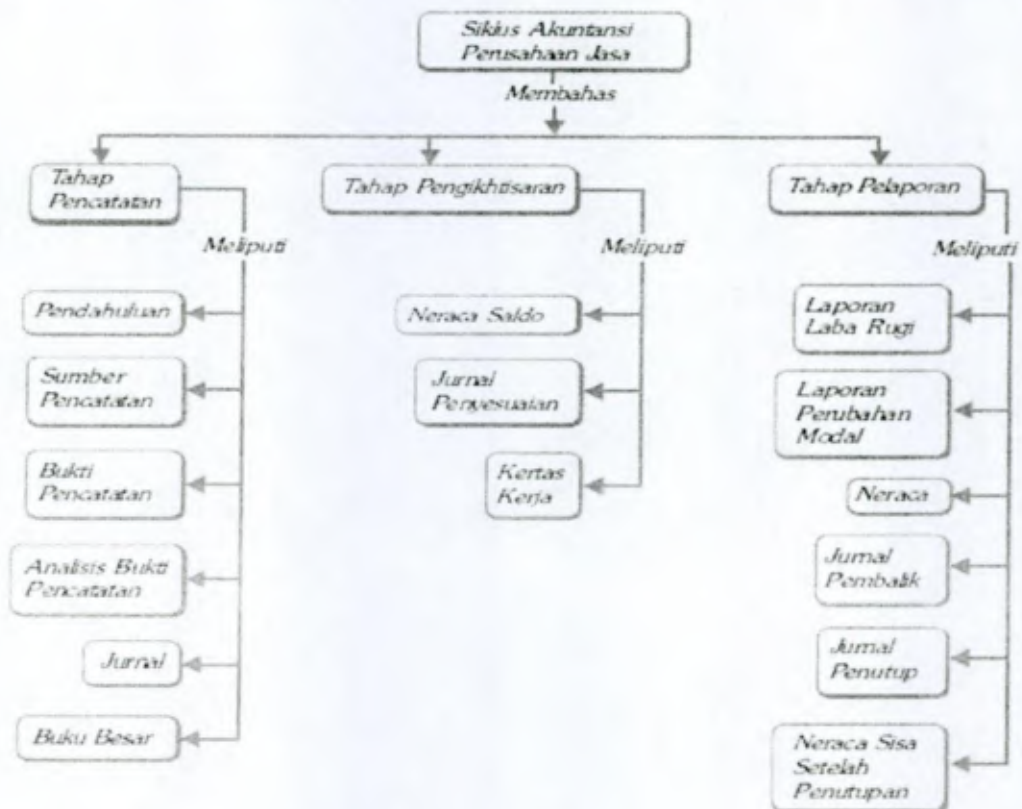 Siklus Akuntansi
Perusahaan Jasa
Membahas
Tahap
Pencatatan
Meliputi
Pendahuluan
Sumber
Pencatatan
Bukti
Pencatatan
Analisis Bukti
Pencatatan
Jurnal
Buku Besar
Tahap Pengikhtisaran
Meliputi
Neraca Saldo
Jurnal
Penyesuaian
Kertas
Kerja
Tahap Pelaporan
Meliputi
Laporan
Laba Rugi
Laporan
Perubahan
Modal
Neraca
Jurnal
Pembalik
Jurnal
Penutup
Neraca Sisa
Setelah
Penutupan